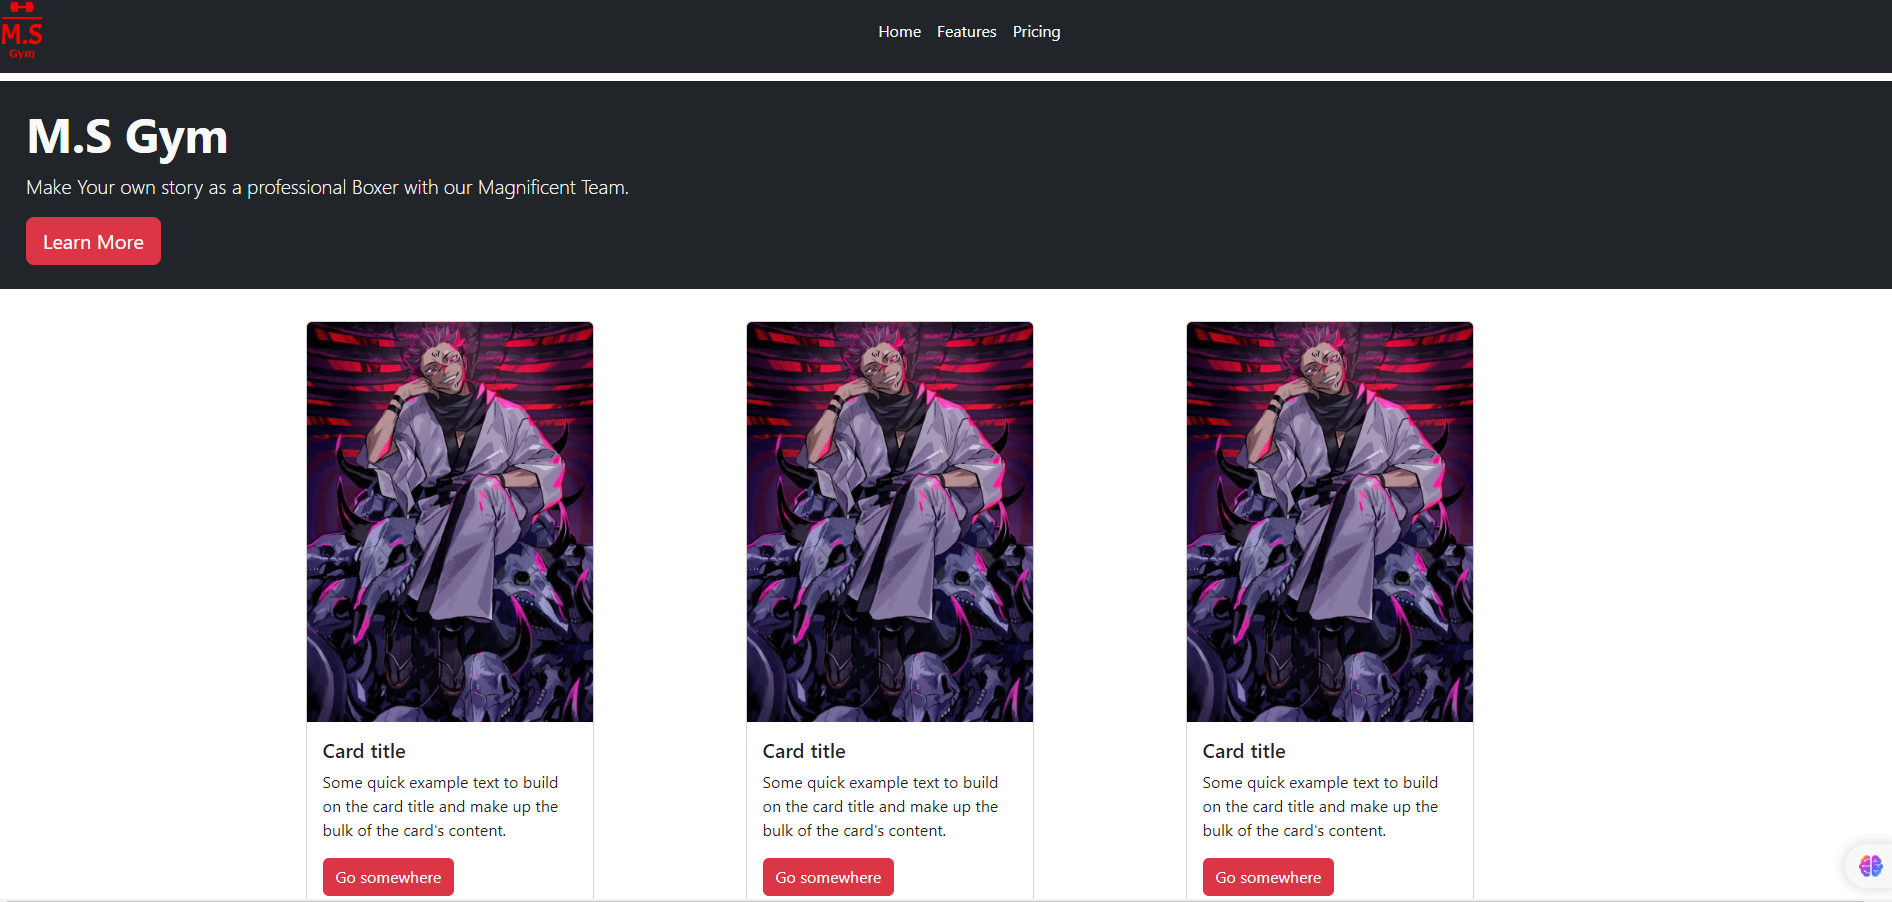 M.S
Gym
Home Features Pricing
M.S Gym
Make Your own story as a professional Boxer with our Magnificent Team.
Learn More
Card title
Some quick example text to build
on the card title and make up the
bulk of the card's content.
Go somewhere
Card title
Some quick example text to build
on the card title and make up the
bulk of the card's content.
Go somewhere
Card title
Some quick example text to build
on the card title and make up the
bulk of the card's content.
Go somewhere